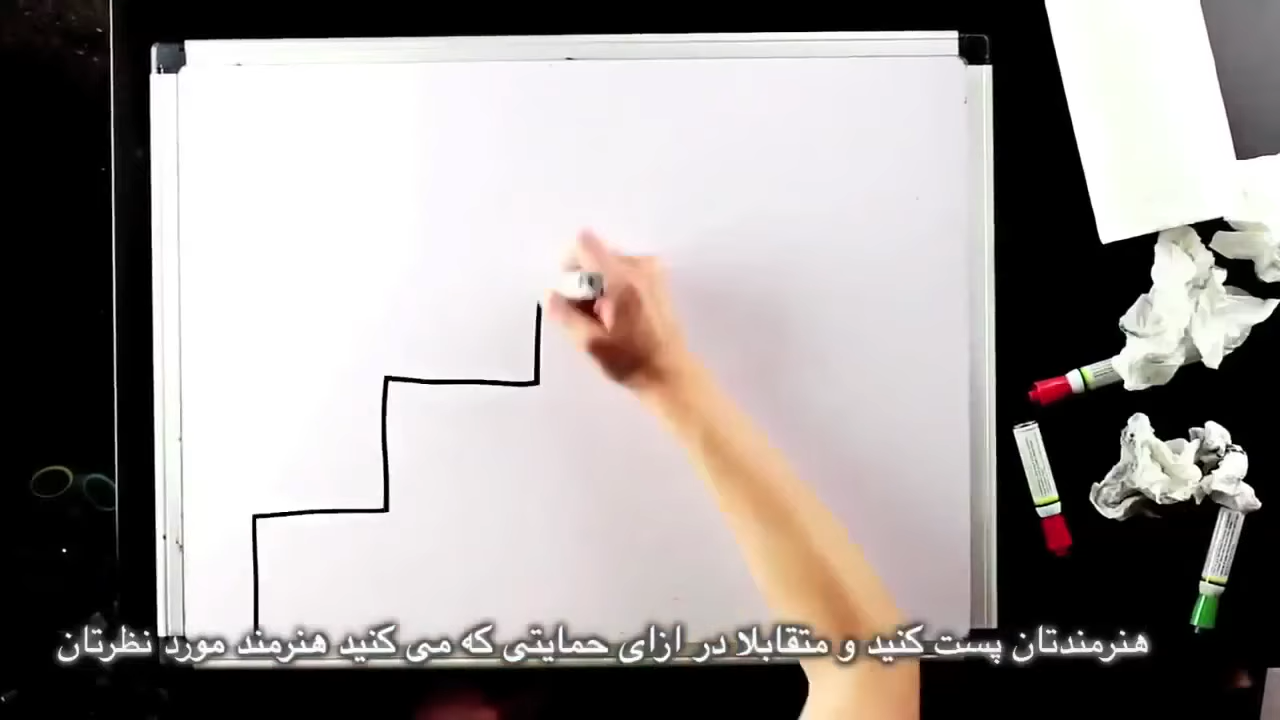 هنرمندتان پست کنید و متقابلا در ازای حمایتی که می کنید هنرمند مورد نظرتان